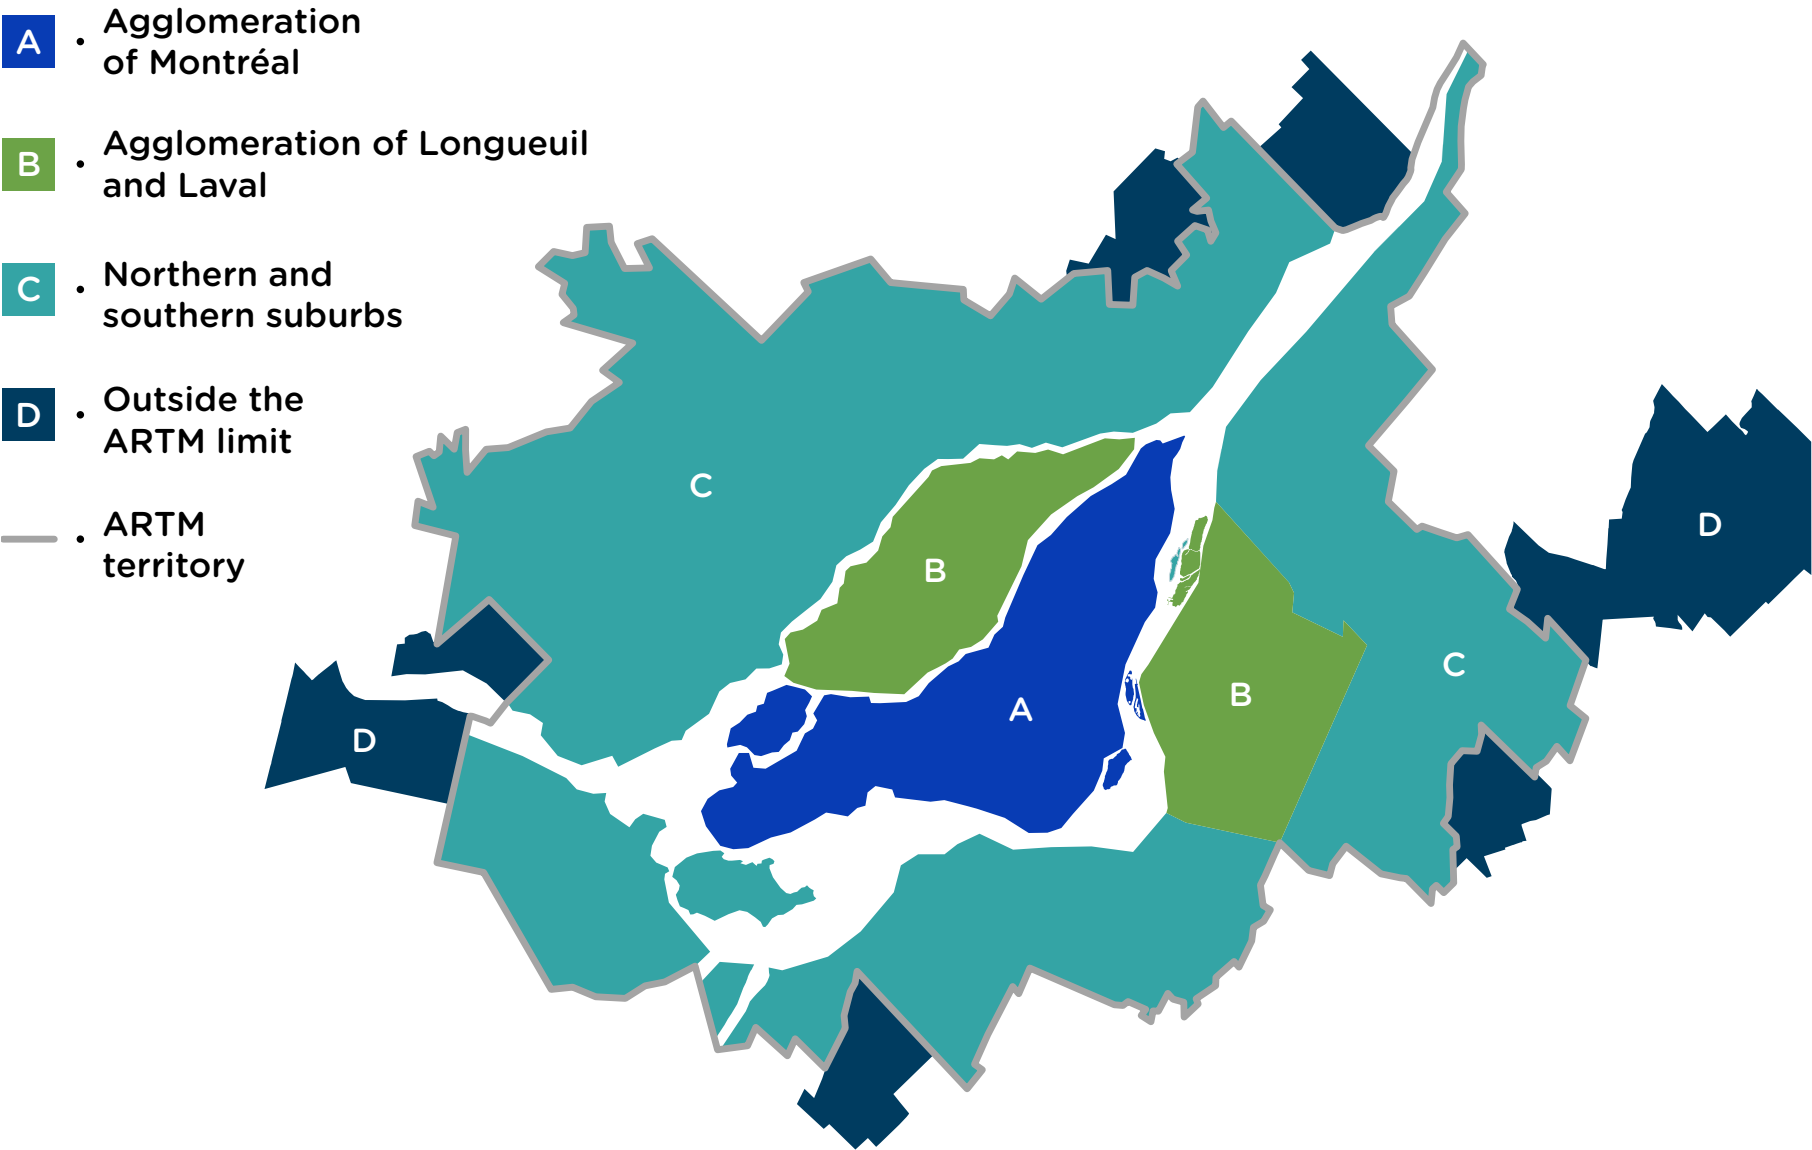 A • Agglomeration
of Montréal
B • Agglomeration of Longueuil
and Laval
C • Northern and
southern suburbs
D • Outside the
ARTM limit
• ARTM
territory
C
B
A
B
C
D
D